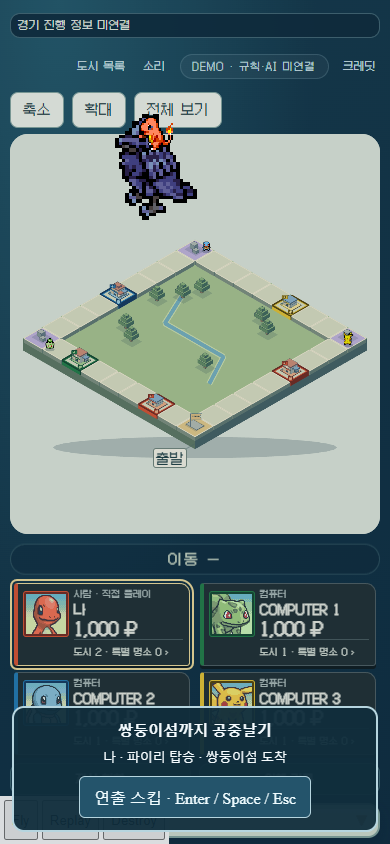 경기 진행 정보 미연결
도시 목록 소리 DEMO · 규칙·AI 미연결 크레딧
축소 확대 전체 보기
출발
이동 —
사람 · 직접 플레이
나
1,000 ₽
도시 2 · 특별 명소 0 ›
컴퓨터
COMPUTER 1
1,000 ₽
도시 1 · 특별 명소 0 ›
컴퓨터
COMPUTER 2
컴퓨터
COMPUTER 3
쌍둥이섬까지 공중날기
나 · 파이리 탑승 · 쌍둥이섬 도착
연출 스킵 · Enter / Space / Esc